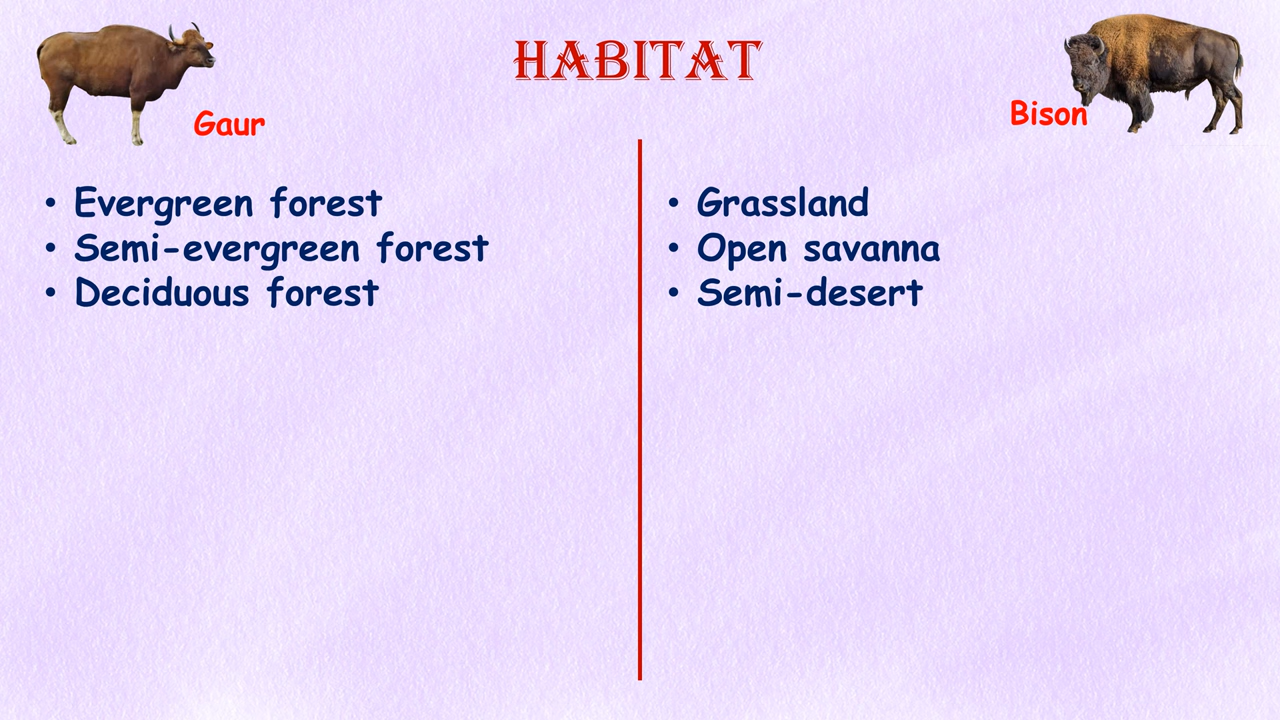 HABITAT
Gaur
Bison
• Evergreen forest
• Semi-evergreen forest
• Deciduous forest
• Grassland
• Open savanna
• Semi-desert